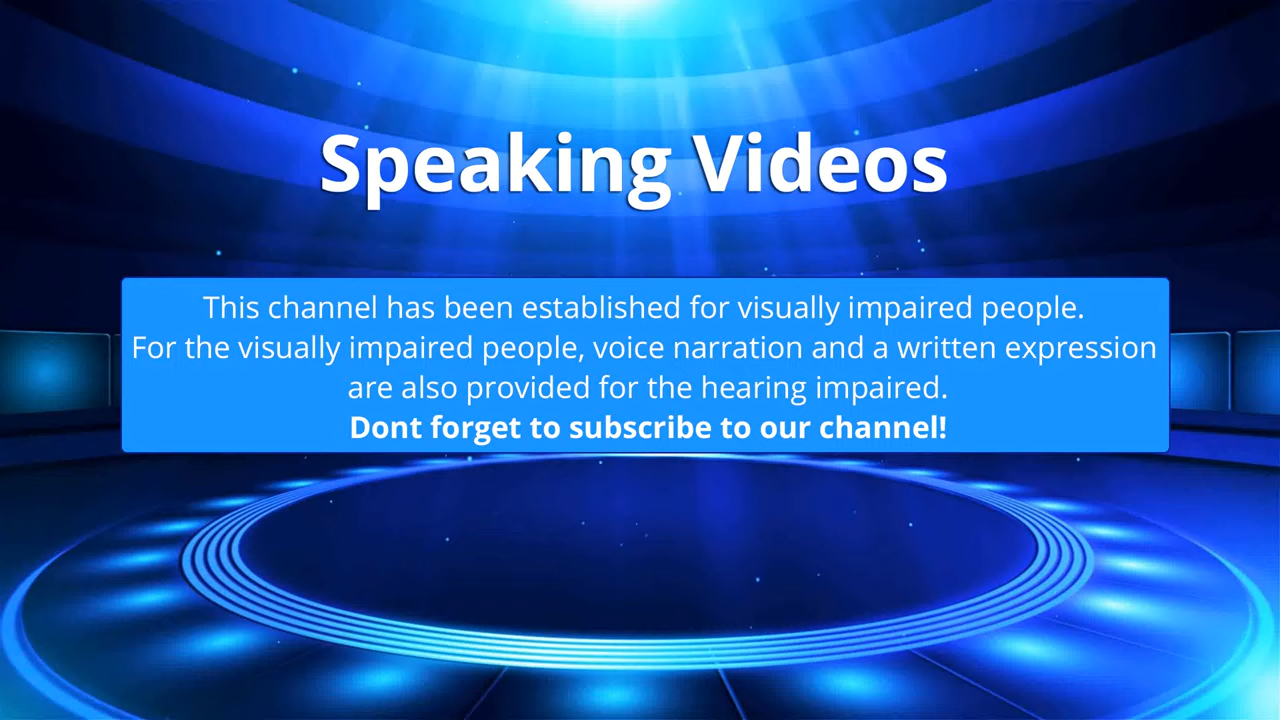 Speaking Videos
This channel has been established for visually impaired people.
For the visually impaired people, voice narration and a written expression
are also provided for the hearing impaired.
Dont forget to subscribe to our channel!